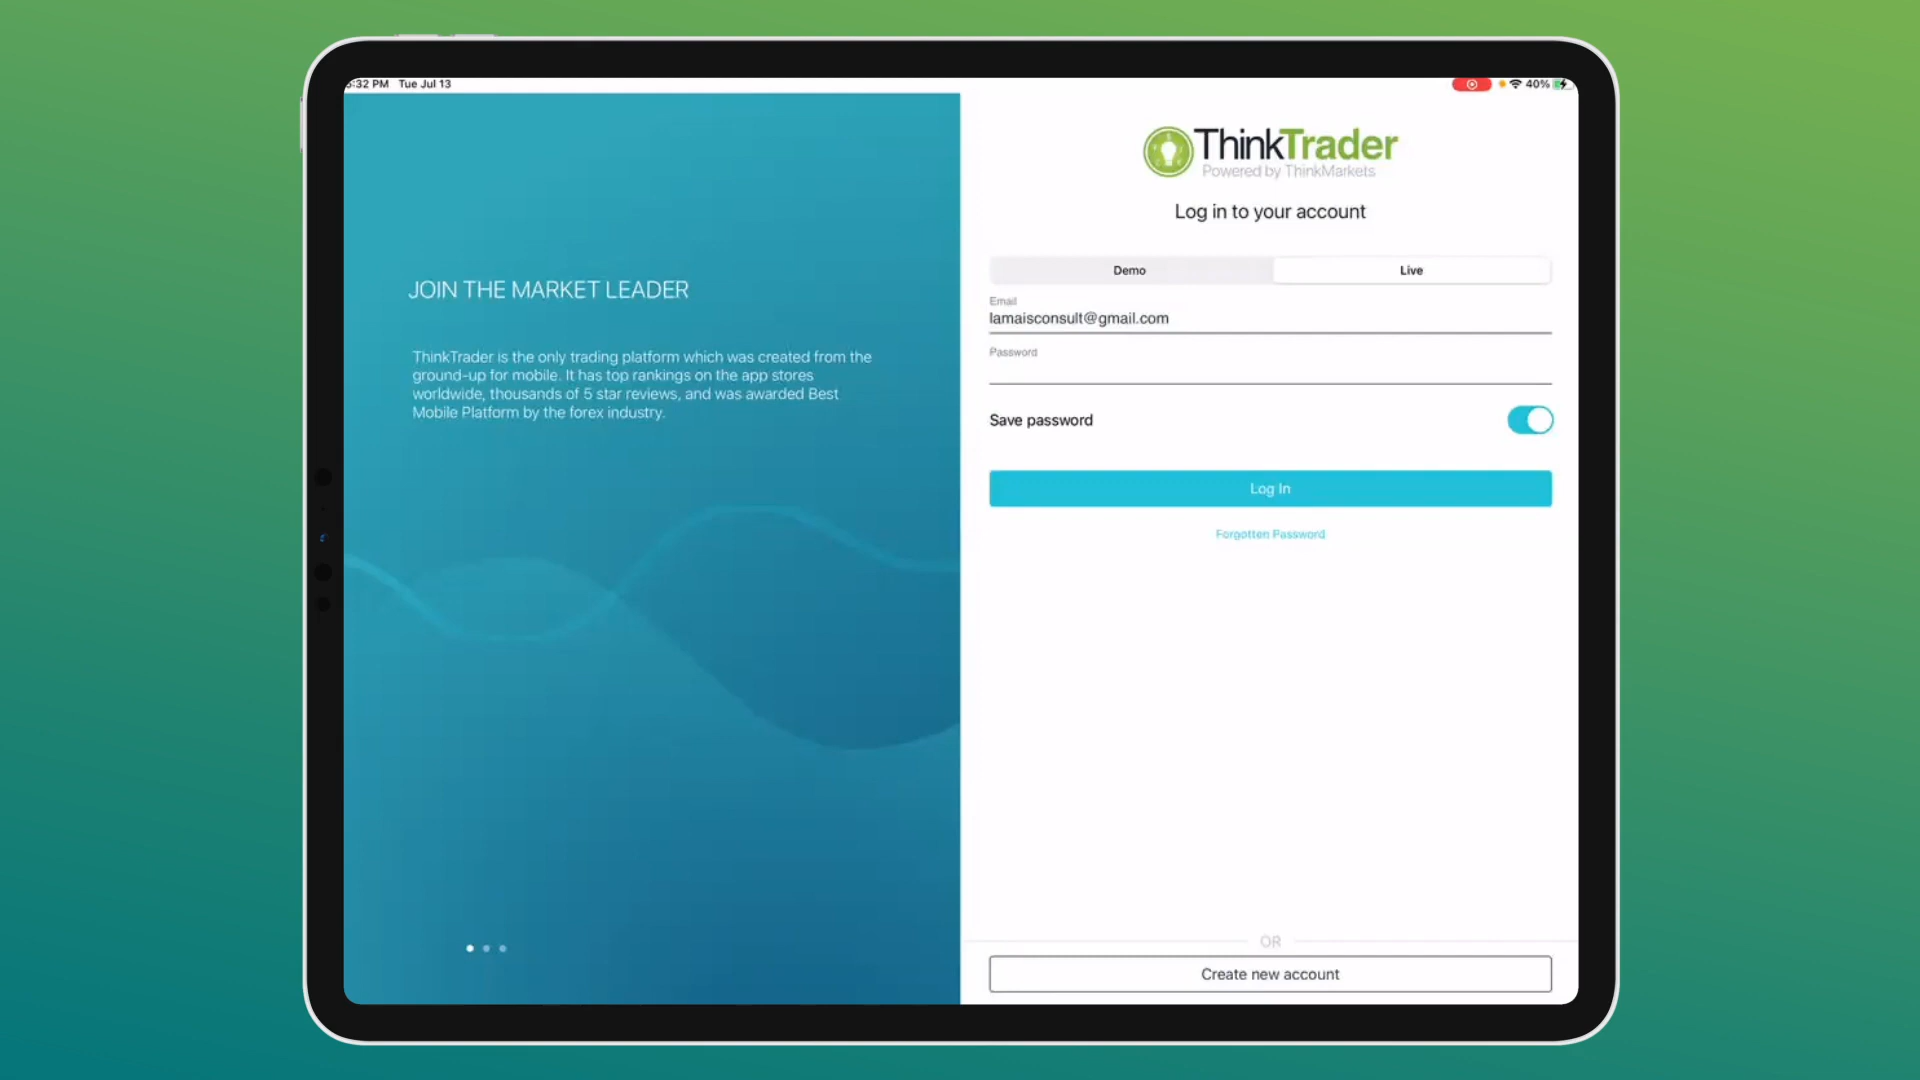 :32 PM Tue Jul 13
40%
JOIN THE MARKET LEADER
ThinkTrader is the only trading platform which was created from the
ground-up for mobile. It has top rankings on the app stores
worldwide, thousands of 5 star reviews, and was awarded Best
Mobile Platform by the forex industry.
ThinkTrader
Powered by ThinkMarkets
Log in to your account
Demo
Live
Email
lamaisconsult@gmail.com
Password
Save password
Log In
Forgotten Password
OR
Create new account